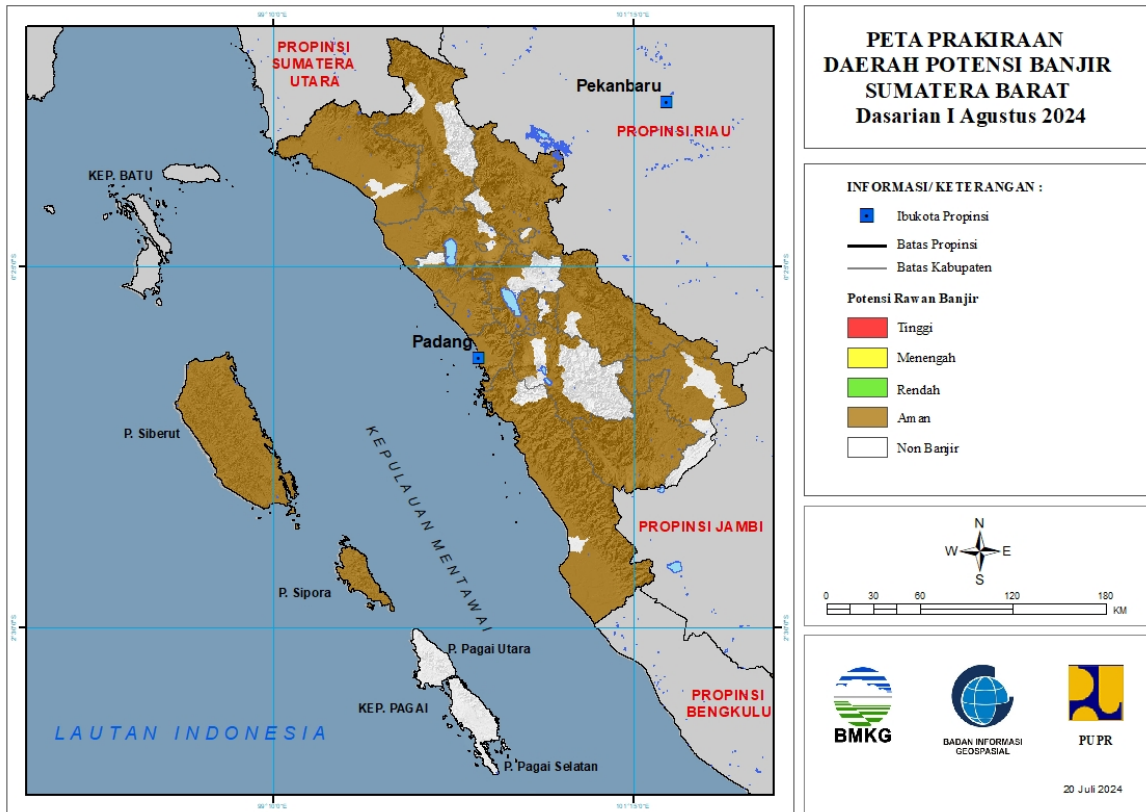 PETA PRAKIRAAN
DAERAH POTENSI BANJIR
SUMATERA BARAT
Dasarian I Agustus 2024
INFORMASI/ KETERANGAN :
Ibukota Propinsi
Batas Propinsi
Batas Kabupaten
Potensi Rawan Banjir
Tinggi
Menengah
Rendah
Aman
Non Banjir
N
W E
S
0 30 60 120 180
KM
BMKG
BADAN INFORMASI
GEOSPASIAL
PUPR
20 Juli 2024
PROPINSI
SUMATERA
UTARA
Pekanbaru
PROPINSI RIAU
KEP. BATU
Padang
P. Siberut
KEPULAUAN MENTAWAI
PROPINSI JAMBI
P. Sipora
P. Pagai Utara
KEP. PAGAI
PROPINSI
BENGKULU
LAUTAN INDONESIA
P. Pagai Selatan